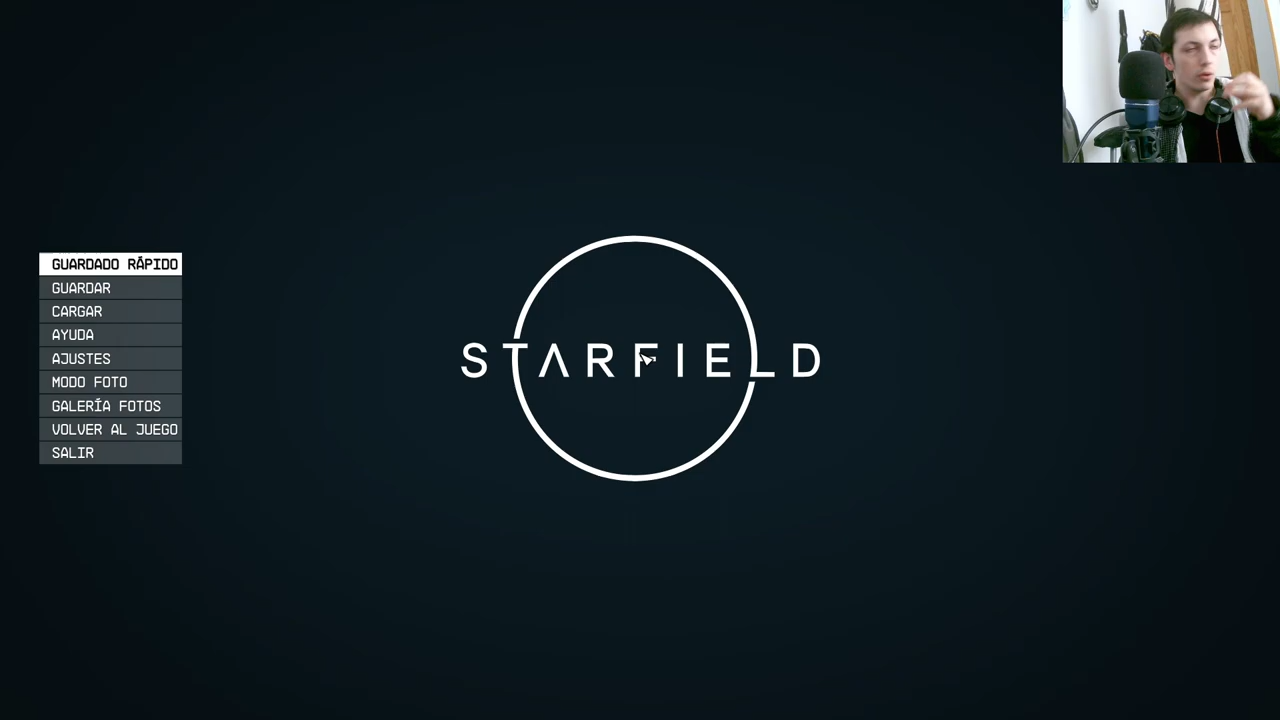 GUARDADO RÁPIDO
GUARDAR
CARGAR
AYUDA
AJUSTES
MODO FOTO
GALERÍA FOTOS
VOLVER AL JUEGO
SALIR
STARFIELD